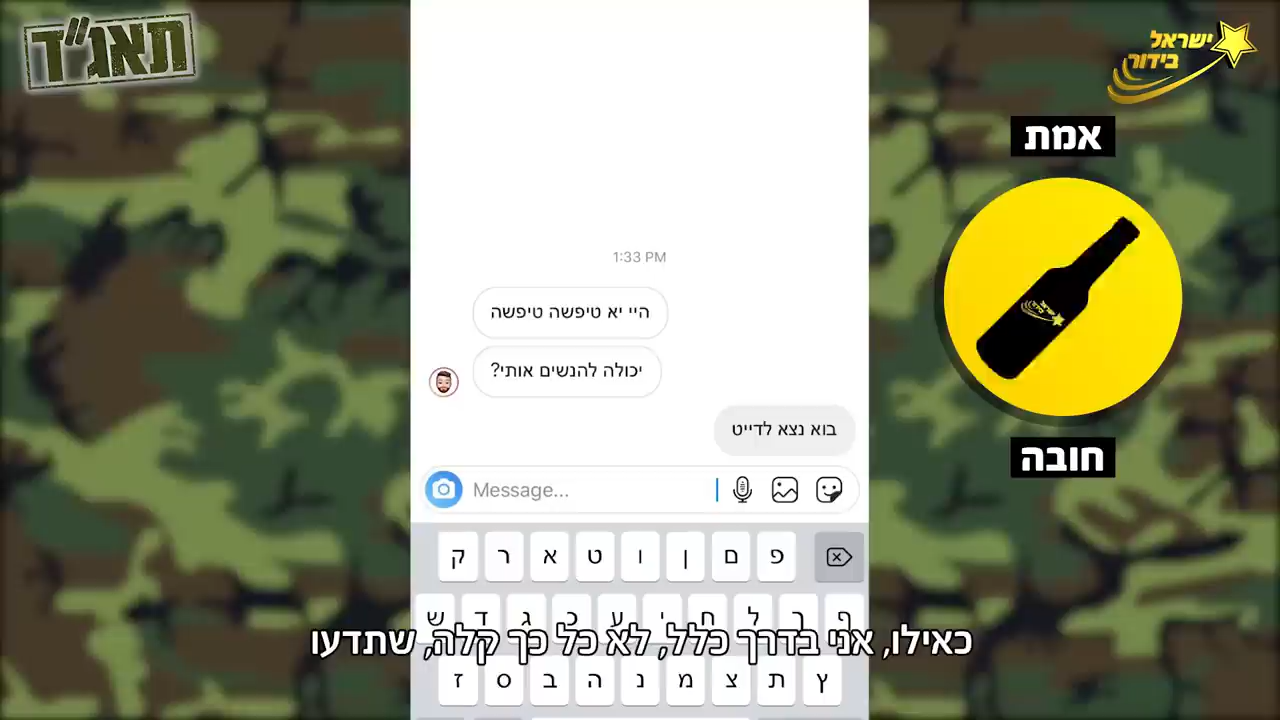 תאג״ד
ישראל
בידור
אמת
1:33 PM
היי יא טיפשה טיפשה
יכולה להנשים אותי?
בוא נצא לדייט
חובה
Message...
ק ר א ט ו ן ם פ
ש ד ג כ ע י ח ל ך ף
כאילו, אני בדרך כלל, לא כל כך קלה, שתדעו
ז ס ב ה נ מ צ ת ץ